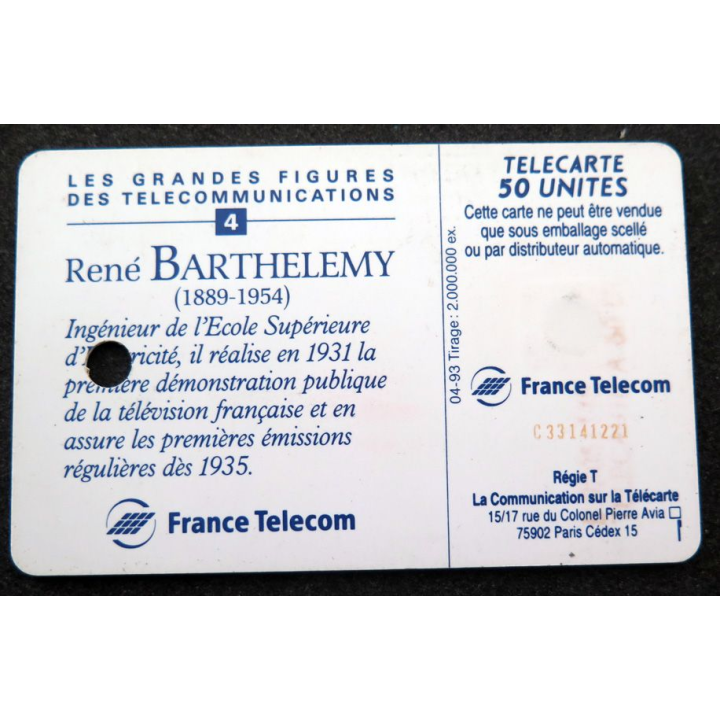 LES GRANDES FIGURES
DES TELECOMMUNICATIONS
4
René BARTHELEMY
(1889-1954)
Ingénieur de l'Ecole Supérieure
d' ricité, il réalise en 1931 la
première démonstration publique
de la télévision française et en
assure les premières émissions
régulières dès 1935.
France Telecom
04-93 Tirage: 2.000.000 ex.
TELECARTE
50 UNITES
Cette carte ne peut être vendue
que sous emballage scellé
ou par distributeur automatique.
France Telecom
C33141221
Régie T
La Communication sur la Télécarte
15/17 rue du Colonel Pierre Avia
75902 Paris Cédex 15